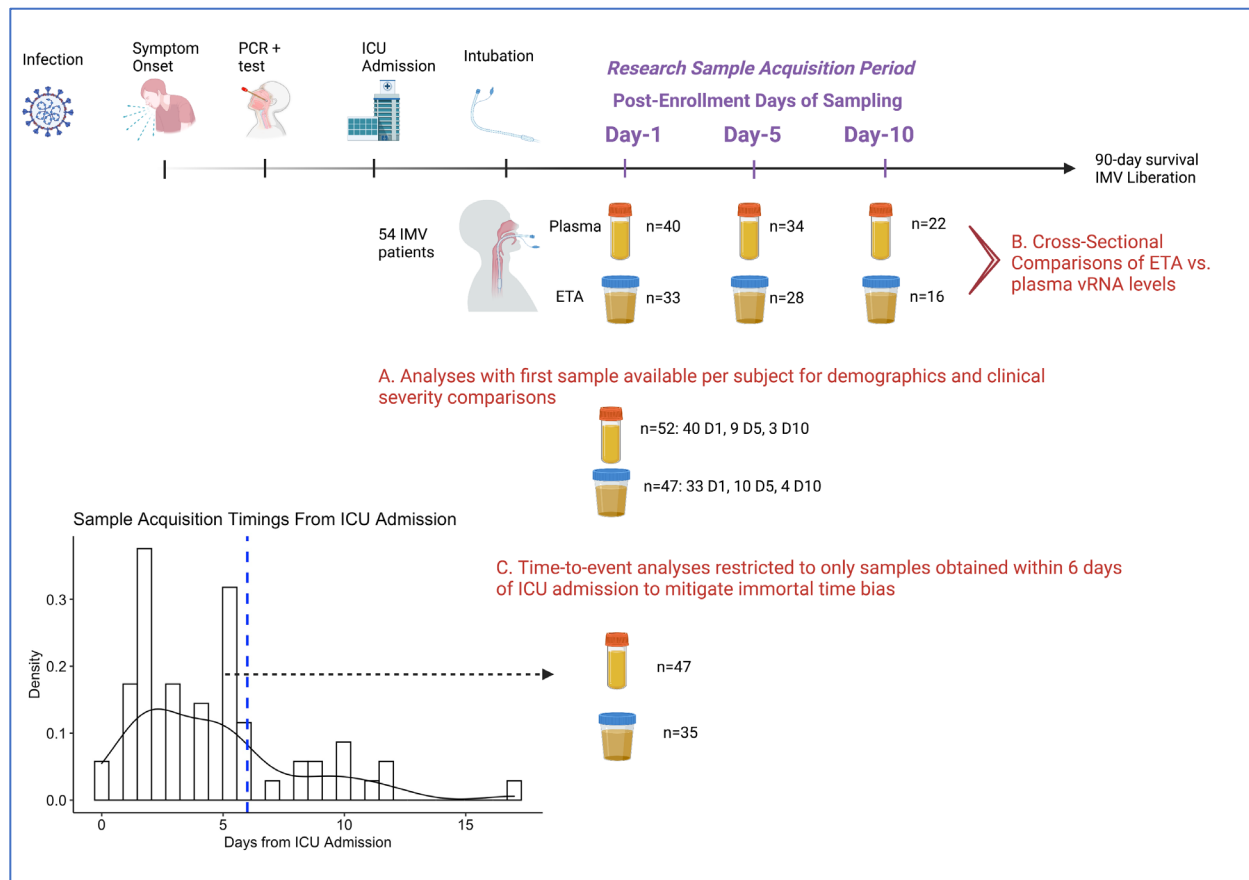 Infection
Symptom
Onset
PCR +
test
ICU
Admission
Intubation
Research Sample Acquisition Period
Post-Enrollment Days of Sampling
Day-1
Day-5
Day-10
90-day survival
IMV Liberation
54 IMV
patients
Plasma
n=40
n=34
n=22
ETA
n=33
n=28
n=16
B. Cross-Sectional
Comparisons of ETA vs.
plasma vRNA levels
A. Analyses with first sample available per subject for demographics and clinical
severity comparisons
n=52: 40 D1, 9 D5, 3 D10
n=47: 33 D1, 10 D5, 4 D10
Sample Acquisition Timings From ICU Admission
0.3
0.2
0.1
0.0
Density
0
5
10
15
Days from ICU Admission
C. Time-to-event analyses restricted to only samples obtained within 6 days
of ICU admission to mitigate immortal time bias
n=47
n=35